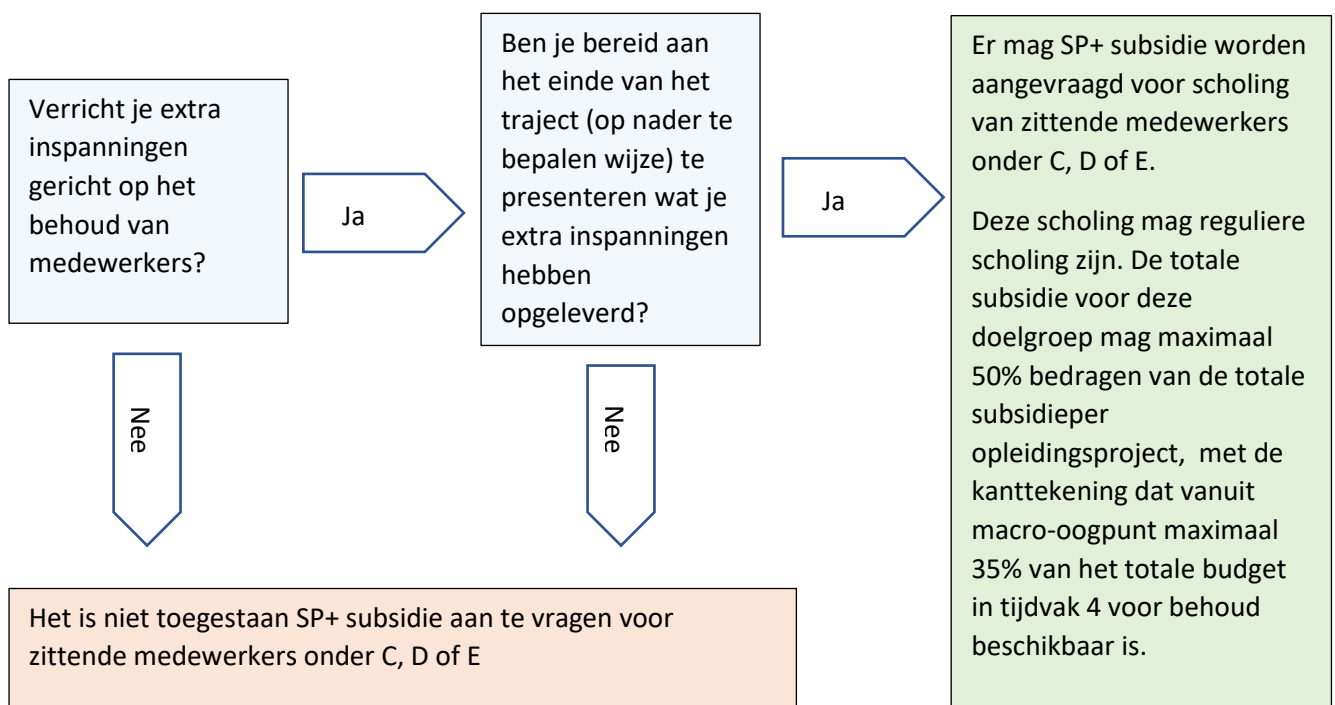 Verricht je extra
inspanningen
gericht op het
behoud van
medewerkers?
Ja
Ben je bereid aan
het einde van het
traject (op nader te
bepalen wijze) te
presenteren wat je
extra inspanningen
hebben
opgeleverd?
Ja
Er mag SP+ subsidie worden
aangevraagd voor scholing
van zittende medewerkers
onder C, D of E.
Deze scholing mag reguliere
scholing zijn. De totale
subsidie voor deze
doelgroep mag maximaal
50% bedragen van de totale
subsidieper
opleidingsproject, met de
kanttekening dat vanuit
macro-oogpunt maximaal
35% van het totale budget
in tijdvak 4 voor behoud
beschikbaar is.
Nee
Nee
Het is niet toegestaan SP+ subsidie aan te vragen voor
zittende medewerkers onder C, D of E